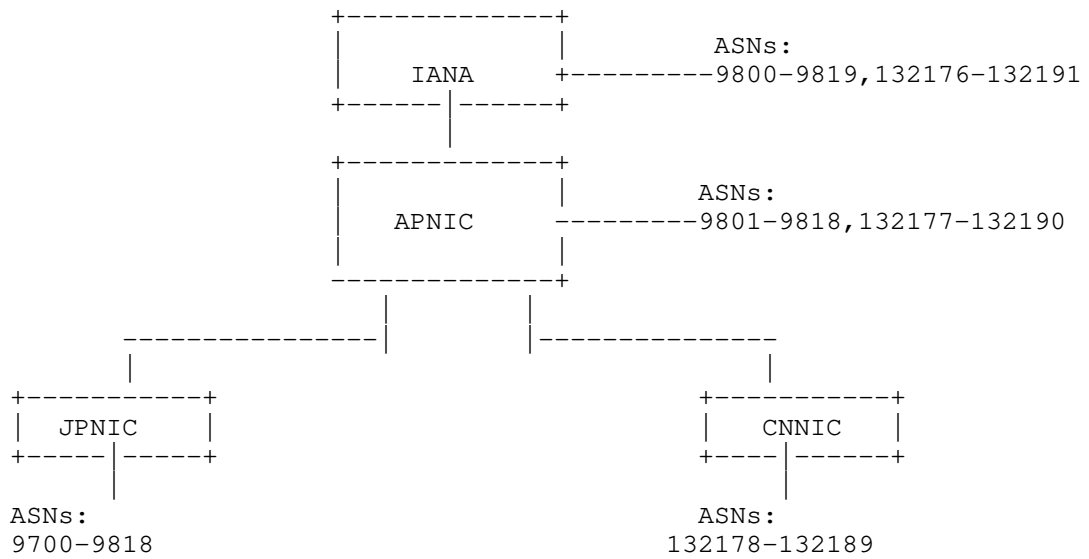 ASNs:
IANA
9800-9819,132176-132191
ASNs:
APNIC
9801-9818,132177-132190
JPNIC
CNNIC
ASNs:
ASNs:
9700-9818
132178-132189